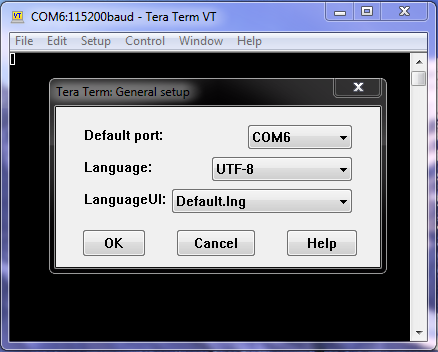 COM6:115200baud - Tera Term VT
File Edit Setup Control Window Help
Tera Term: General setup
Default port: COM6
Language: UTF-8
LanguageUI: Default.lng
OK Cancel Help